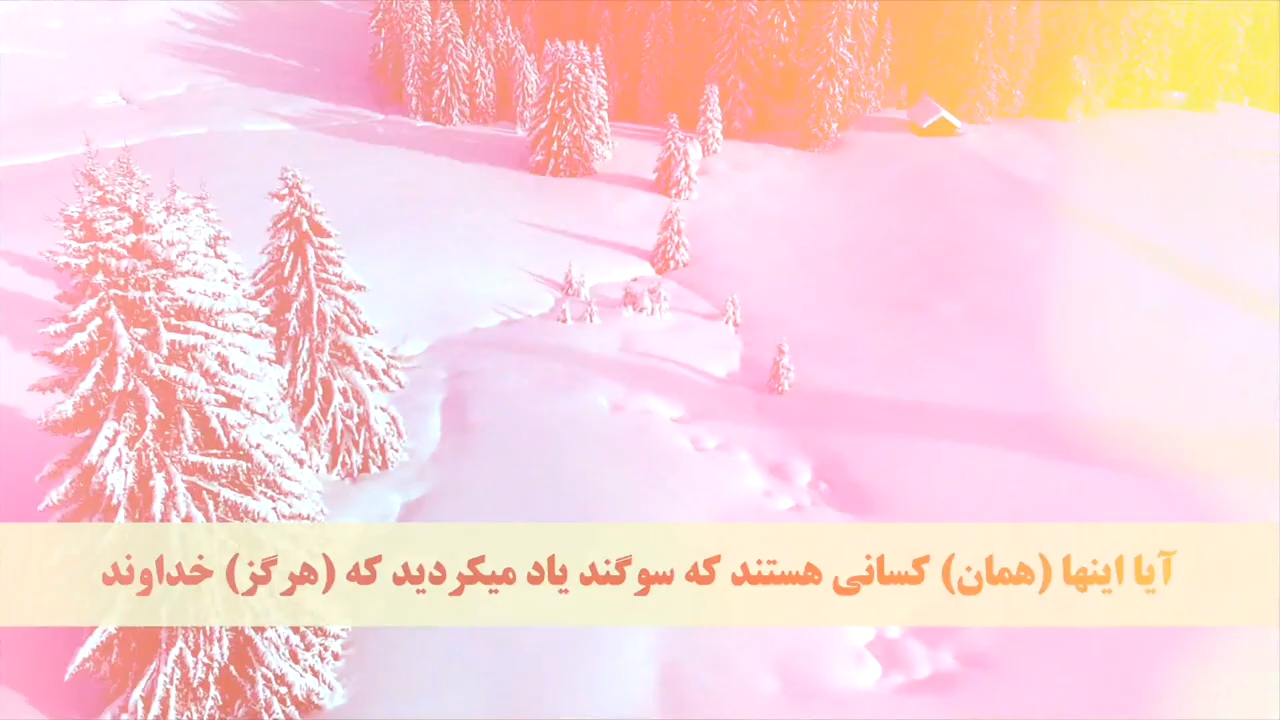 آیا اینها (همان) کسانی هستند که سوگند یاد میکردید که (هرگز) خداوند